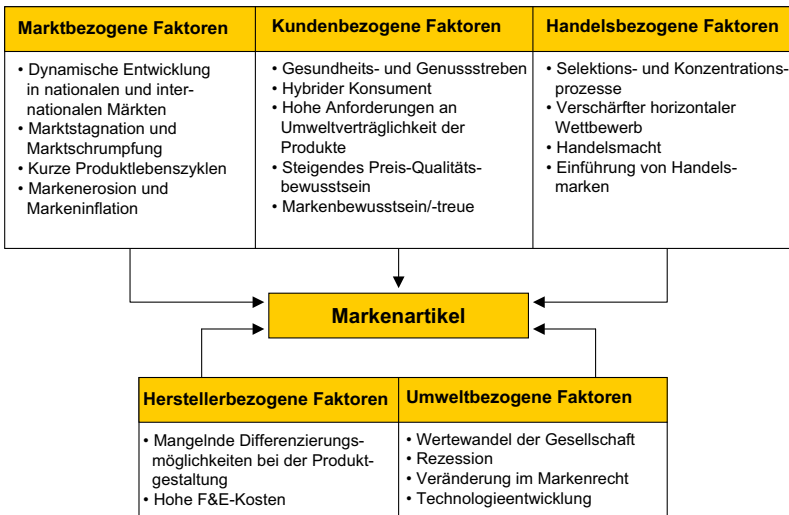 Marktbezogene Faktoren
• Dynamische Entwicklung
in nationalen und inter-
nationalen Märkten
• Marktstagnation und
Marktschrumpfung
• Kurze Produktlebenszyklen
• Markenerosion und
Markeninflation
Kundenbezogene Faktoren
• Gesundheits- und Genussstreben
• Hybrider Konsument
• Hohe Anforderungen an
Umweltverträglichkeit der
Produkte
• Steigendes Preis-Qualitäts-
bewusstsein
• Markenbewusstsein/-treue
Handelsbezogene Faktoren
• Selektions- und Konzentrations-
prozesse
• Verschärfter horizontaler
Wettbewerb
• Handelsmacht
• Einführung von Handels-
marken
Markenartikel
Herstellerbezogene Faktoren
• Mangelnde Differenzierungs-
möglichkeiten bei der Produkt-
gestaltung
• Hohe F&E-Kosten
Umweltbezogene Faktoren
• Wertewandel der Gesellschaft
• Rezession
• Veränderung im Markenrecht
• Technologieentwicklung